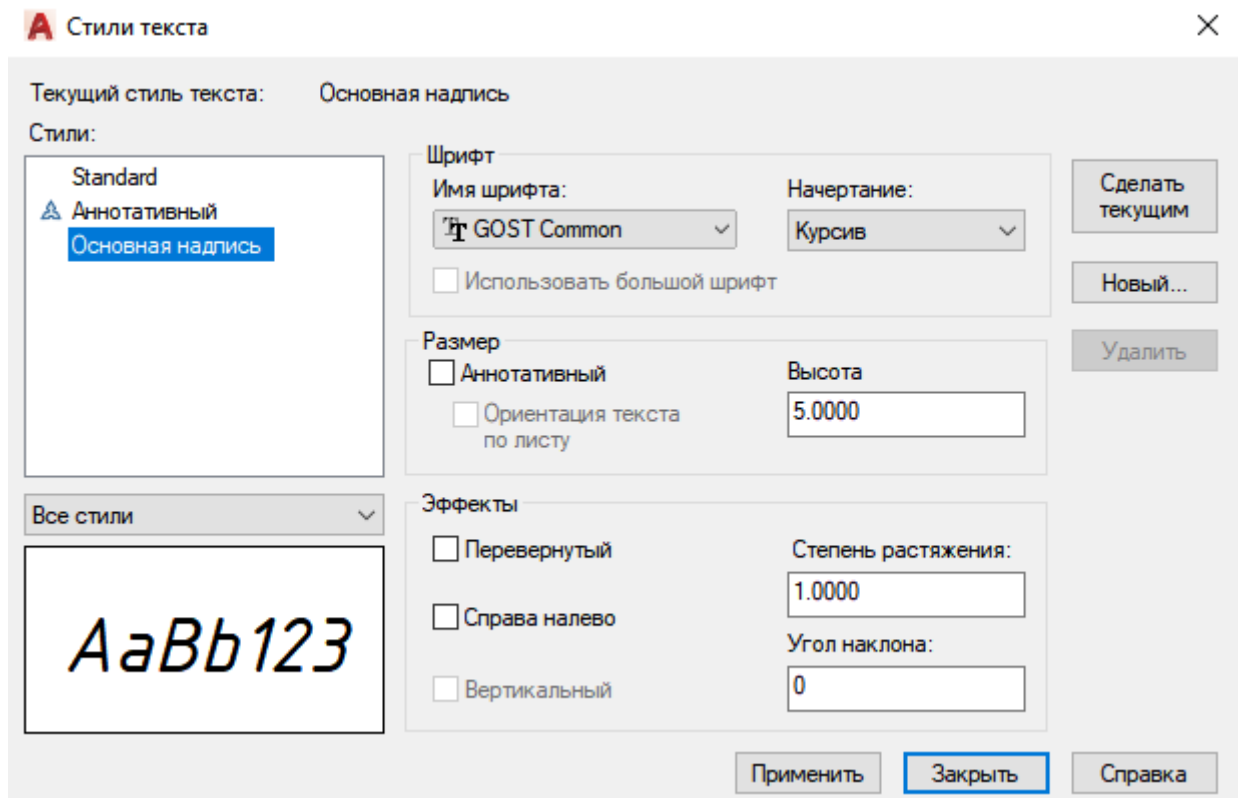 Стили текста
Текущий стиль текста: Основная надпись
Стили:
Standard
Аннотативный
Основная надпись
Все стили
AaBb123
Шрифт
Имя шрифта:
GOST Common
Начертание:
Курсив
Использовать большой шрифт
Размер
Аннотативный
Ориентация текста
по листу
Высота
5.0000
Эффекты
Перевернутый
Справа налево
Вертикальный
Степень растяжения:
1.0000
Угол наклона:
0
Сделать
текущим
Новый...
Удалить
Применить
Закрыть
Справка